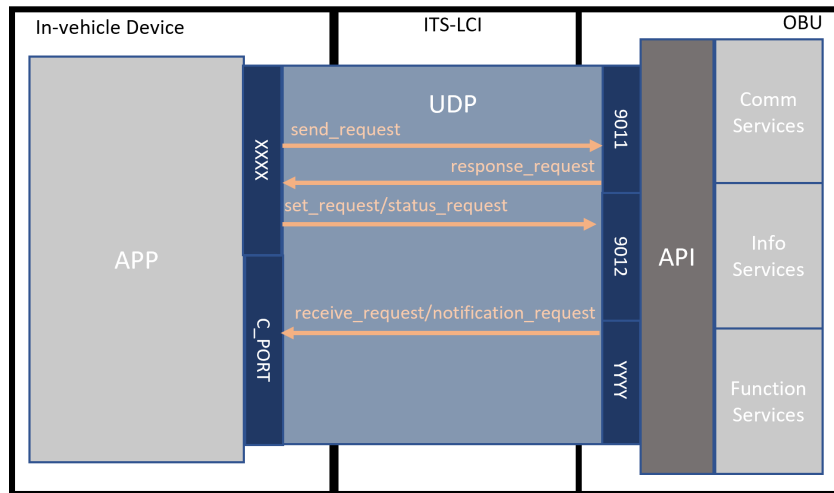 In-vehicle Device
ITS-LCI
OBU
UDP
send_request
response_request
set_request/status_request
receive_request/notification_request
XXXX
C_PORT
9011
9012
YYYY
APP
API
Comm
Services
Info
Services
Function
Services